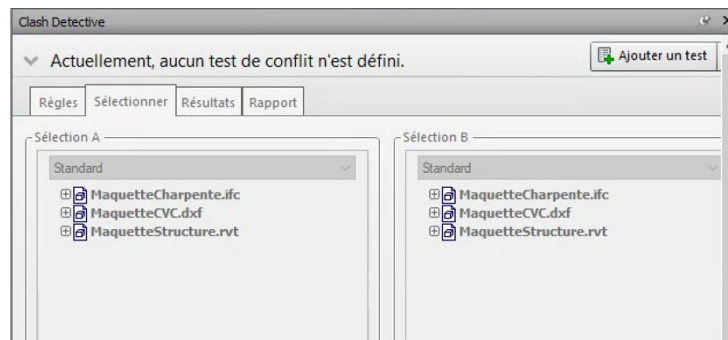 Clash Detective
Actuellement, aucun test de conflit n'est défini.
Ajouter un test
Règles Sélectionner Résultats Rapport
Sélection A
Standard
MaquetteCharpente.ifc
MaquetteCVC.dxf
MaquetteStructure.rvt
Sélection B
Standard
MaquetteCharpente.ifc
MaquetteCVC.dxf
MaquetteStructure.rvt